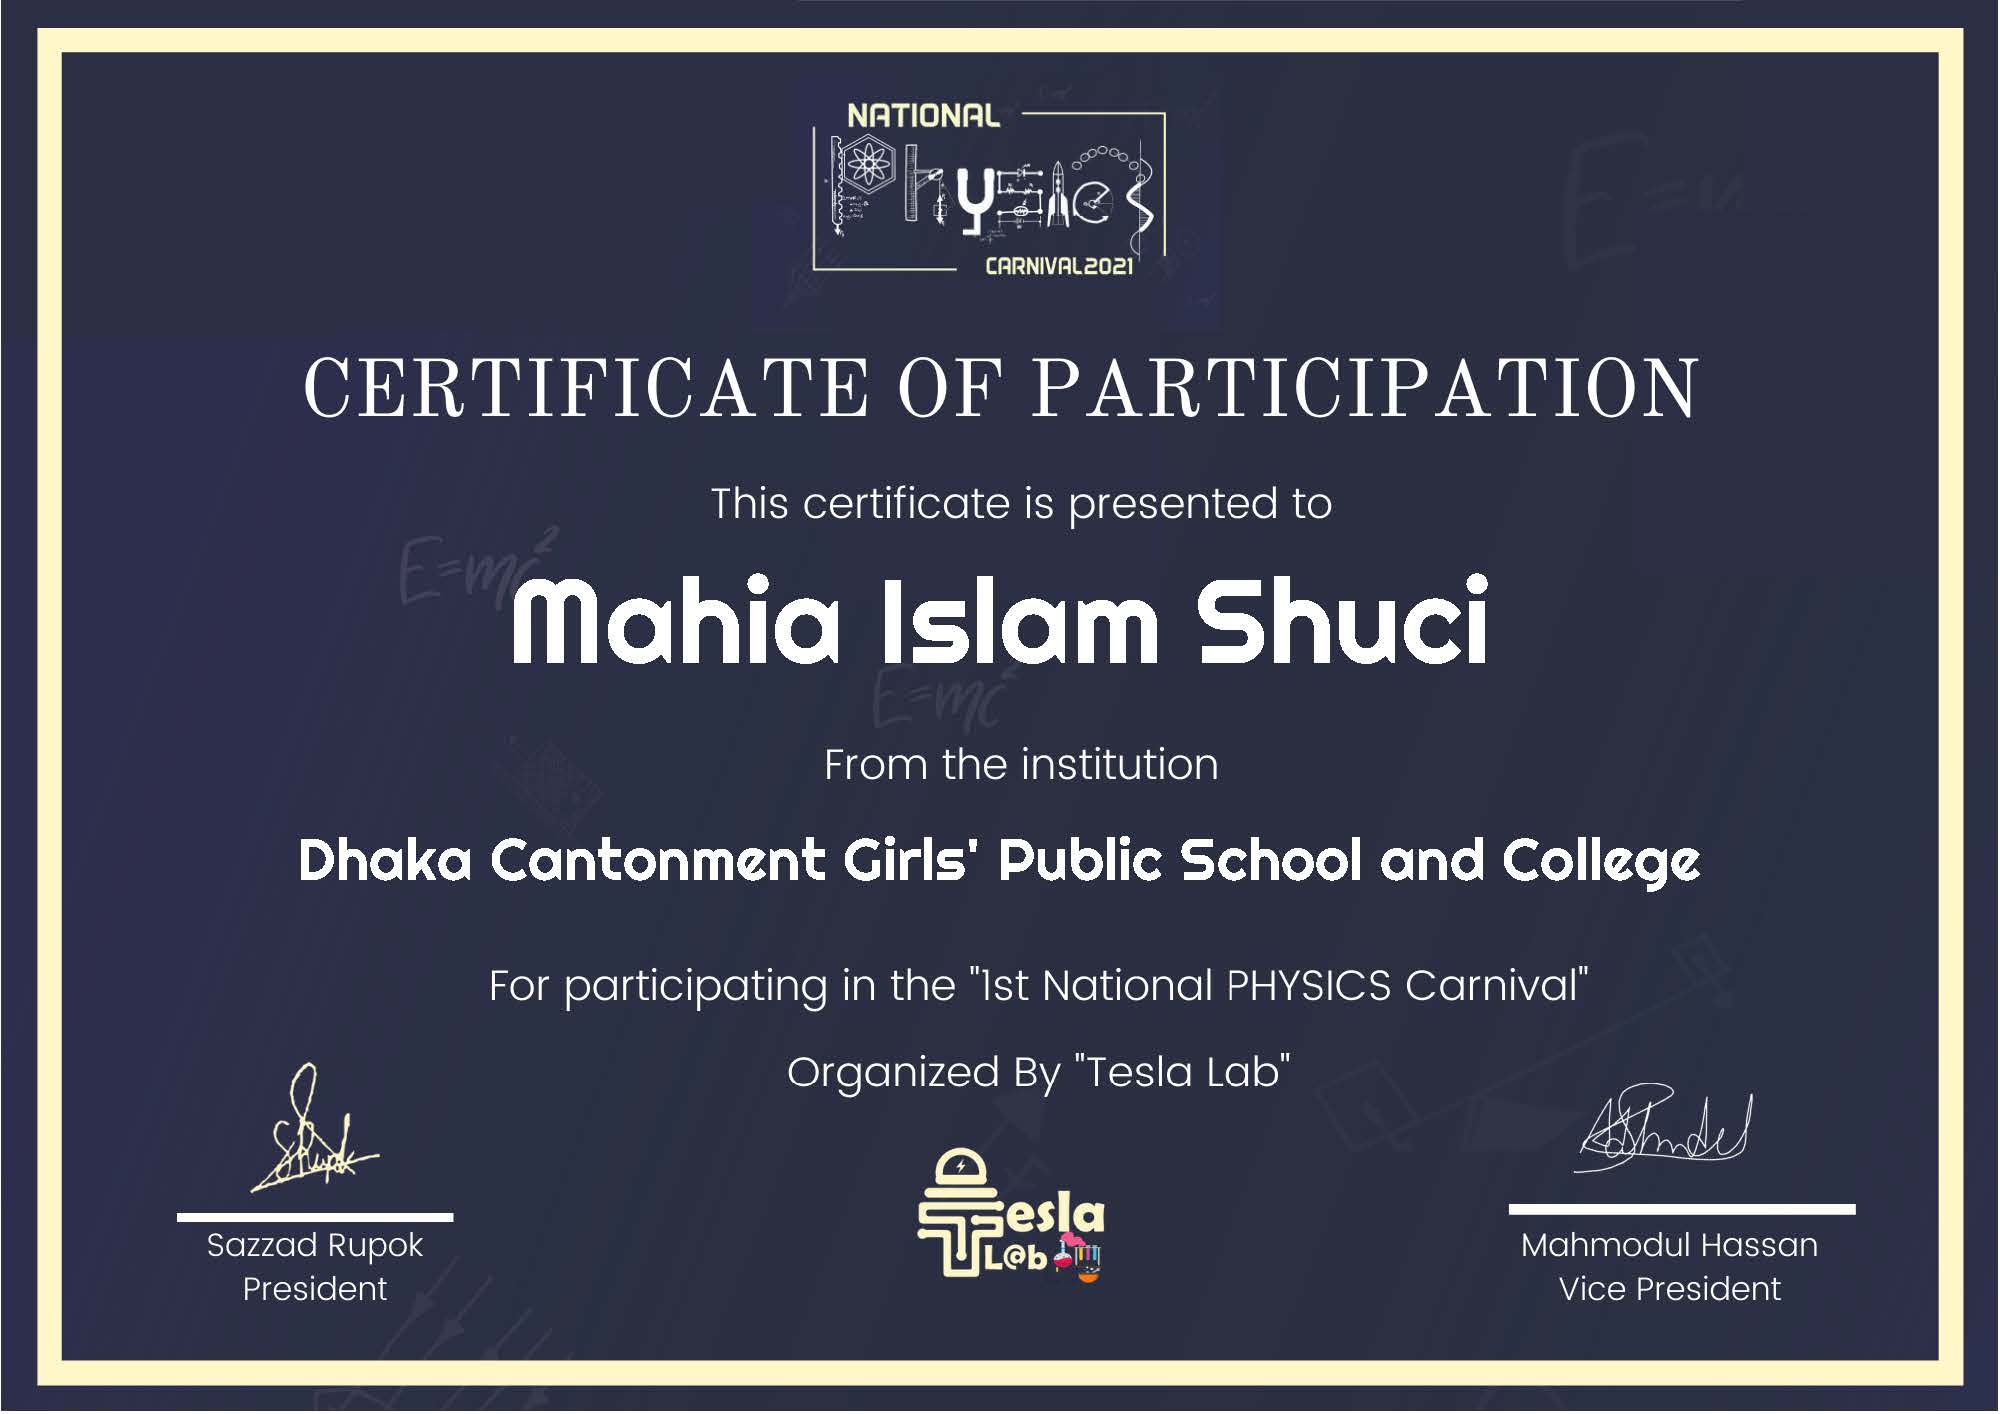 NATIONAL
Physics
CARNIVAL2021
E=m
CERTIFICATE OF PARTICIPATION
This certificate is presented to
E=mc²
Mahia Islam Shuci
E=mc²
From the institution
Dhaka Cantonment Girls' Public School and College
For participating in the "1st National PHYSICS Carnival"
Organized By "Tesla Lab"
Tesla
L@b
Sazzad Rupok
President
Mahmodul Hassan
Vice President